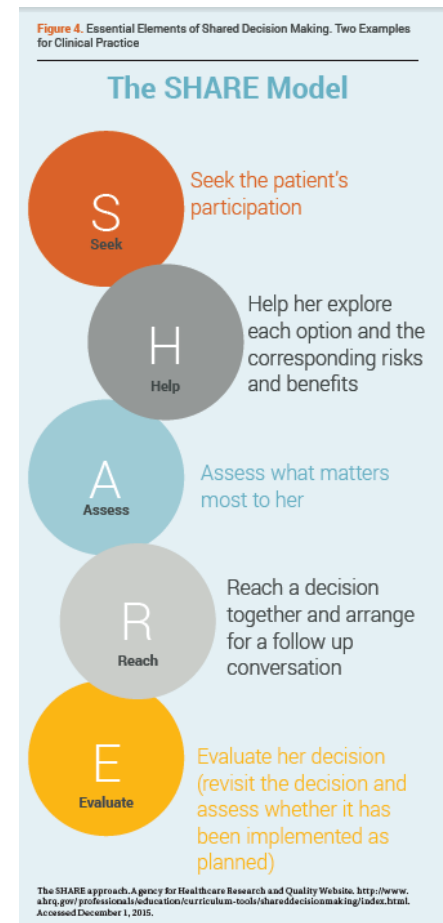 Figure 4. Essential Elements of Shared Decision Making. Two Examples
for Clinical Practice
The SHARE Model
S
Seek
Seek the patient's
participation
H
Help
Help her explore
each option and the
corresponding risks
and benefits
A
Assess
Assess what matters
most to her
R
Reach
Reach a decision
together and arrange
for a follow up
conversation
E
Evaluate
Evaluate her decision
(revisit the decision and
assess whether it has
been implemented as
planned)
The SHARE approach. Agency for Healthcare Research and Quality Website. http://www.
ahrq.gov/professionals/education/curriculum-tools/shareddecisionmaking/index.html.
Accessed December 1, 2015.